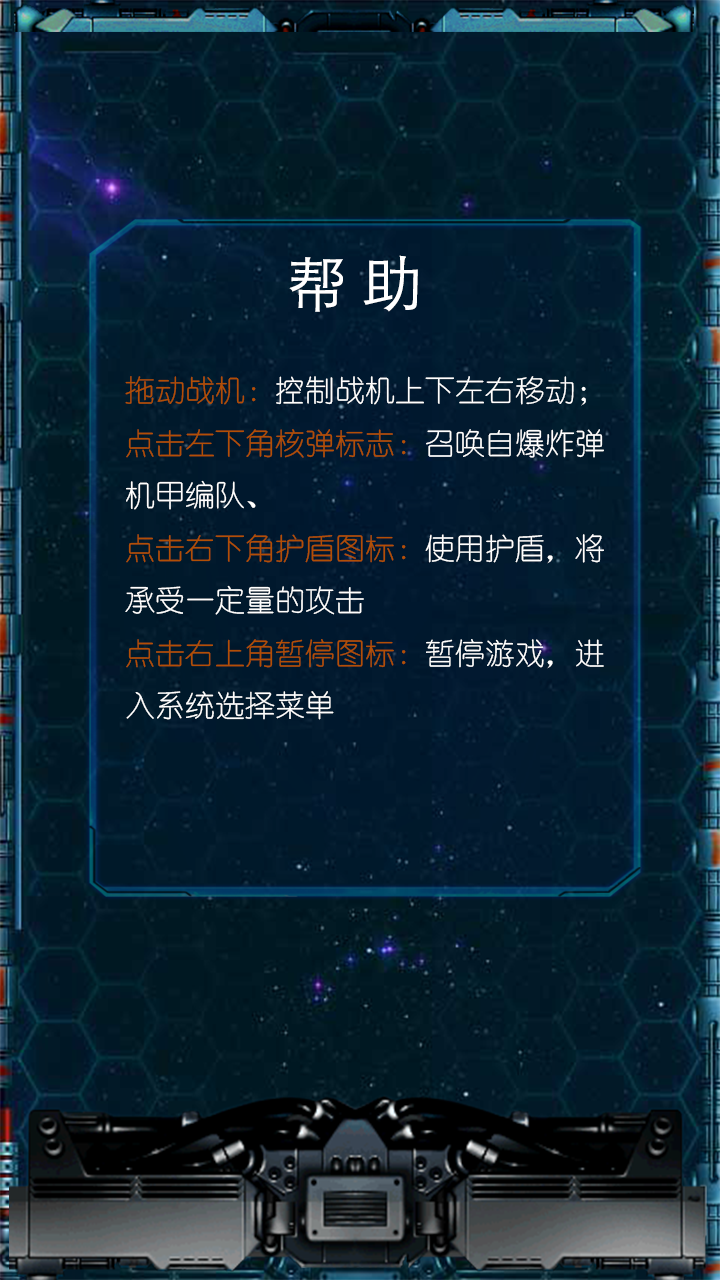 帮助
拖动战机：控制战机上下左右移动；
点击左下角核弹标志：召唤自爆炸弹
机甲编队、
点击右下角护盾图标：使用护盾，将
承受一定量的攻击
点击右上角暂停图标：暂停游戏，进
入系统选择菜单